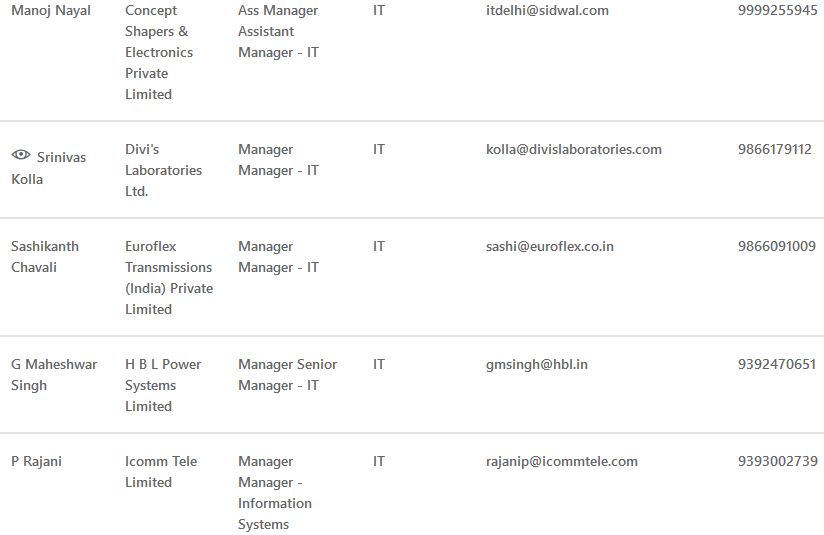 Manoj Nayal
Concept
Shapers &
Electronics
Private
Limited
Ass Manager
Assistant
Manager - IT
IT
itdelhi@sidwal.com
9999255945
Srinivas
Kolla
Divi's
Laboratories
Ltd.
Manager
Manager - IT
IT
kolla@divislaboratories.com
9866179112
Sashikanth
Chavali
Euroflex
Transmissions
(India) Private
Limited
Manager
Manager - IT
IT
sashi@euroflex.co.in
9866091009
G Maheshwar
Singh
H B L Power
Systems
Limited
Manager Senior
Manager - IT
IT
gmsingh@hbl.in
9392470651
P Rajani
Icomm Tele
Limited
Manager
Manager -
Information
Systems
IT
rajanip@icommtele.com
9393002739